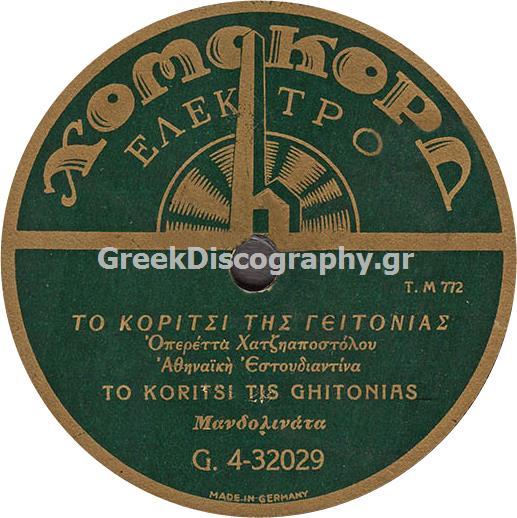 ΧΟΜΟΚΟΡΔ
ΕΛΕΚΤΡΟ
GreekDiscography.gr
T. M 772
ΤΟ ΚΟΡΙΤΣΙ ΤΗΣ ΓΕΙΤΟΝΙΑΣ
Ὀπερέττα Χατζηαποστόλου
Ἀθηναϊκὴ Ἐστουδιαντίνα
TO KORITSI TIS GHITONIAS
Μανδολινάτα
G. 4-32029
MADE IN GERMANY